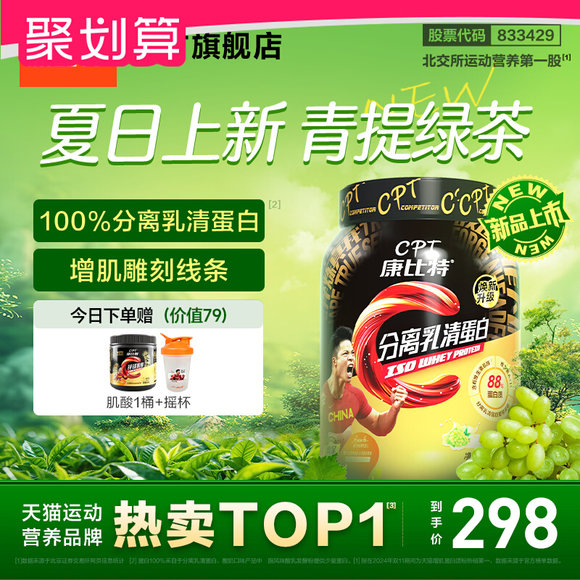 聚划算
旗舰店
股票代码 833429
北交所运动营养第一股[1]
NEW
夏日上新 青提绿茶
100%分离乳清蛋白[2]
增肌雕刻线条
今日下单赠（价值79）
肌酸1桶+摇杯
CPT
COMPETITOR
CPT
康比特
焕新
升级
分离乳清蛋白
ISO WHEY PROTEIN
88%
蛋白质
CHINA
NEW
新品上市
NEW
天猫运动
营养品牌
热卖TOP1[3]
到手价
298